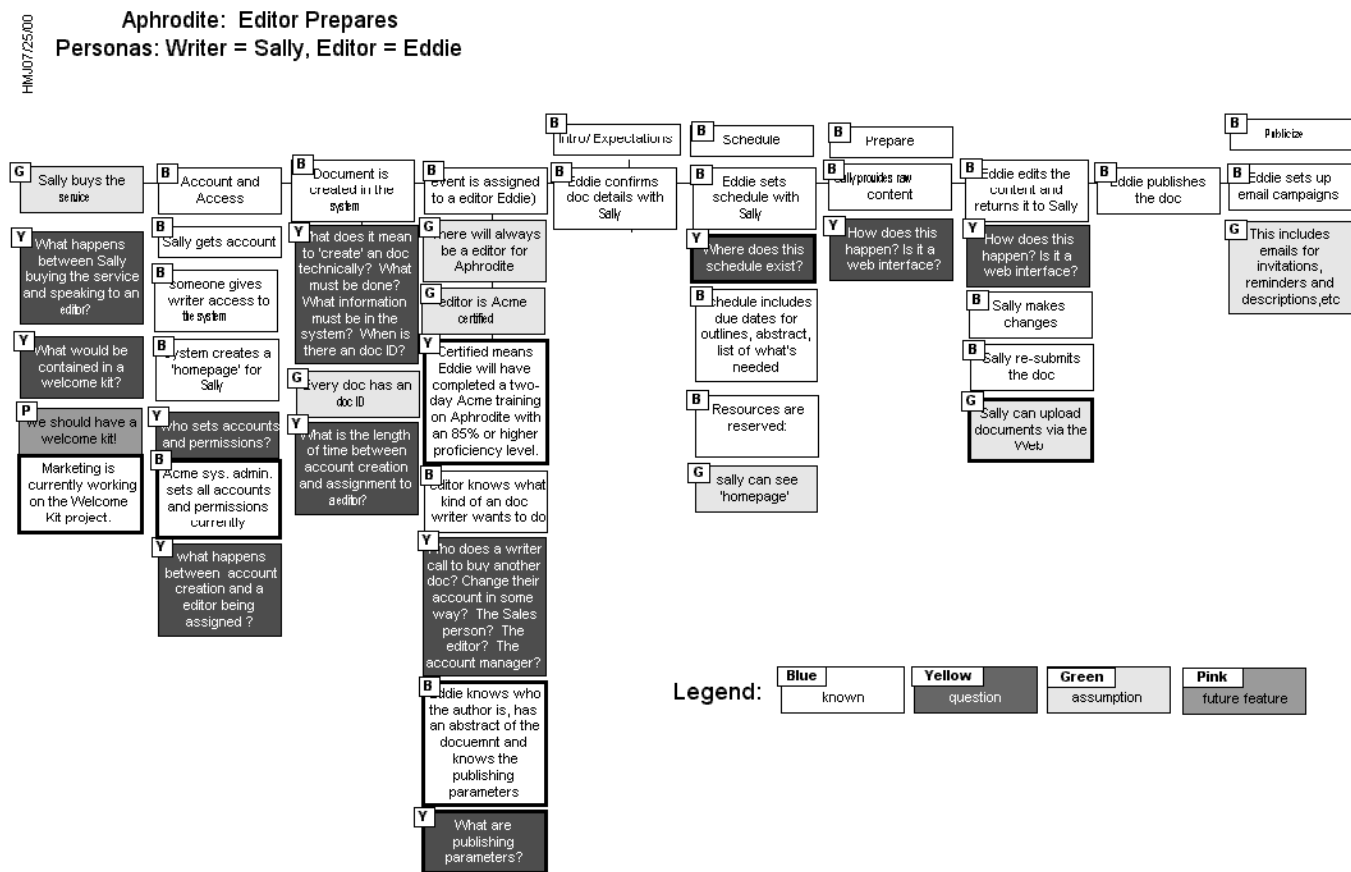 HMJ07/25/00
Aphrodite: Editor Prepares
Personas: Writer = Sally, Editor = Eddie
B
Intro/ Expectations
B
Schedule
B
Prepare
B
Publicize
G
Sally buys the
service
B
Account and
Access
B
Document is
created in the
system
B
event is assigned
to a editor Eddie)
B
Eddie confirms
doc details with
Sally
B
Eddie sets
schedule with
Sally
B
Sally provides raw
content
B
Eddie edits the
content and
returns it to Sally
B
Eddie publishes
the doc
B
Eddie sets up
email campaigns
Y
What happens
between Sally
buying the service
and speaking to an
editor?
Y
What would be
contained in a
welcome kit?
P
We should have a
welcome kit!
Marketing is
currently working
on the Welcome
Kit project.
B
Sally gets account
B
someone gives
writer access to
the system
B
System creates a
'homepage' for
Sally
Y
Who sets accounts
and permissions?
B
Acme sys. admin.
sets all accounts
and permissions
currently
Y
what happens
between account
creation and a
editor being
assigned ?
Y
What does it mean
to 'create' an doc
technically? What
must be done?
What information
must be in the
system? When is
there an doc ID?
G
Every doc has an
doc ID
Y
What is the length
of time between
account creation
and assignment to
a editor?
G
There will always
be a editor for
Aphrodite
G
editor is Acme
certified
Y
Certified means
Eddie will have
completed a two-
day Acme training
on Aphrodite with
an 85% or higher
proficiency level.
B
editor knows what
kind of an doc
writer wants to do
Y
Who does a writer
call to buy another
doc? Change their
account in some
way? The Sales
person? The
editor? The
account manager?
B
Eddie knows who
the author is, has
an abstract of the
docuemnt and
knows the
publishing
parameters
Y
What are
publishing
parameters?
Y
Where does this
schedule exist?
B
Schedule includes
due dates for
outlines, abstract,
list of what's
needed
B
Resources are
reserved:
G
sally can see
'homepage'
Y
How does this
happen? Is it a
web interface?
Y
How does this
happen? Is it a
web interface?
B
Sally makes
changes
B
Sally re-submits
the doc
G
Sally can upload
documents via the
Web
G
This includes
emails for
invitations,
reminders and
descriptions,etc
Legend:
Blue
known
Yellow
question
Green
assumption
Pink
future feature